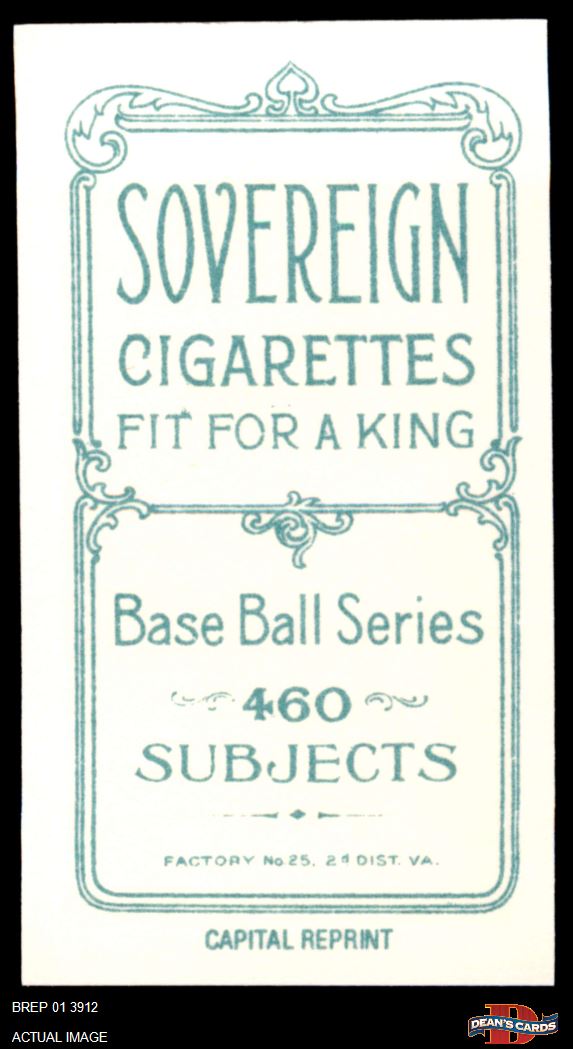 SOVEREIGN
CIGARETTES
FIT FOR A KING
Base Ball Series
460
SUBJECTS
FACTORY No 25, 2d DIST. VA.
CAPITAL REPRINT
BREP 01 3912
ACTUAL IMAGE
DEAN'S CARDS